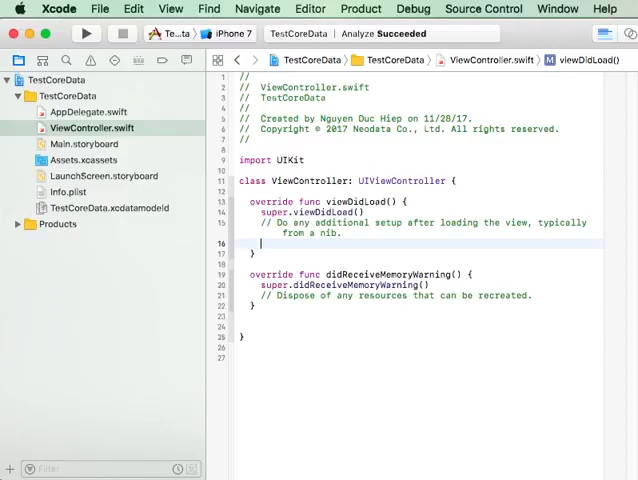 Xcode File Edit View Find Navigate Editor Product Debug Source Control Window Help
Te...ta iPhone 7 TestCoreData | Analyze Succeeded
TestCoreData TestCoreData ViewController.swift M viewDidLoad()
TestCoreData
TestCoreData
AppDelegate.swift
ViewController.swift
Main.storyboard
Assets.xcassets
LaunchScreen.storyboard
Info.plist
TestCoreData.xcdatamodeld
Products
Filter
1 //
2 // ViewController.swift
3 // TestCoreData
4 //
5 // Created by Nguyen Duc Hiep on 11/28/17.
6 // Copyright © 2017 Neodata Co., Ltd. All rights reserved.
7 //
8
9 import UIKit
10
11 class ViewController: UIViewController {
12
13 override func viewDidLoad() {
14 super.viewDidLoad()
15 // Do any additional setup after loading the view, typically
from a nib.
16
17 }
18
19 override func didReceiveMemoryWarning() {
20 super.didReceiveMemoryWarning()
21 // Dispose of any resources that can be recreated.
22 }
23
24
25 }
26
27